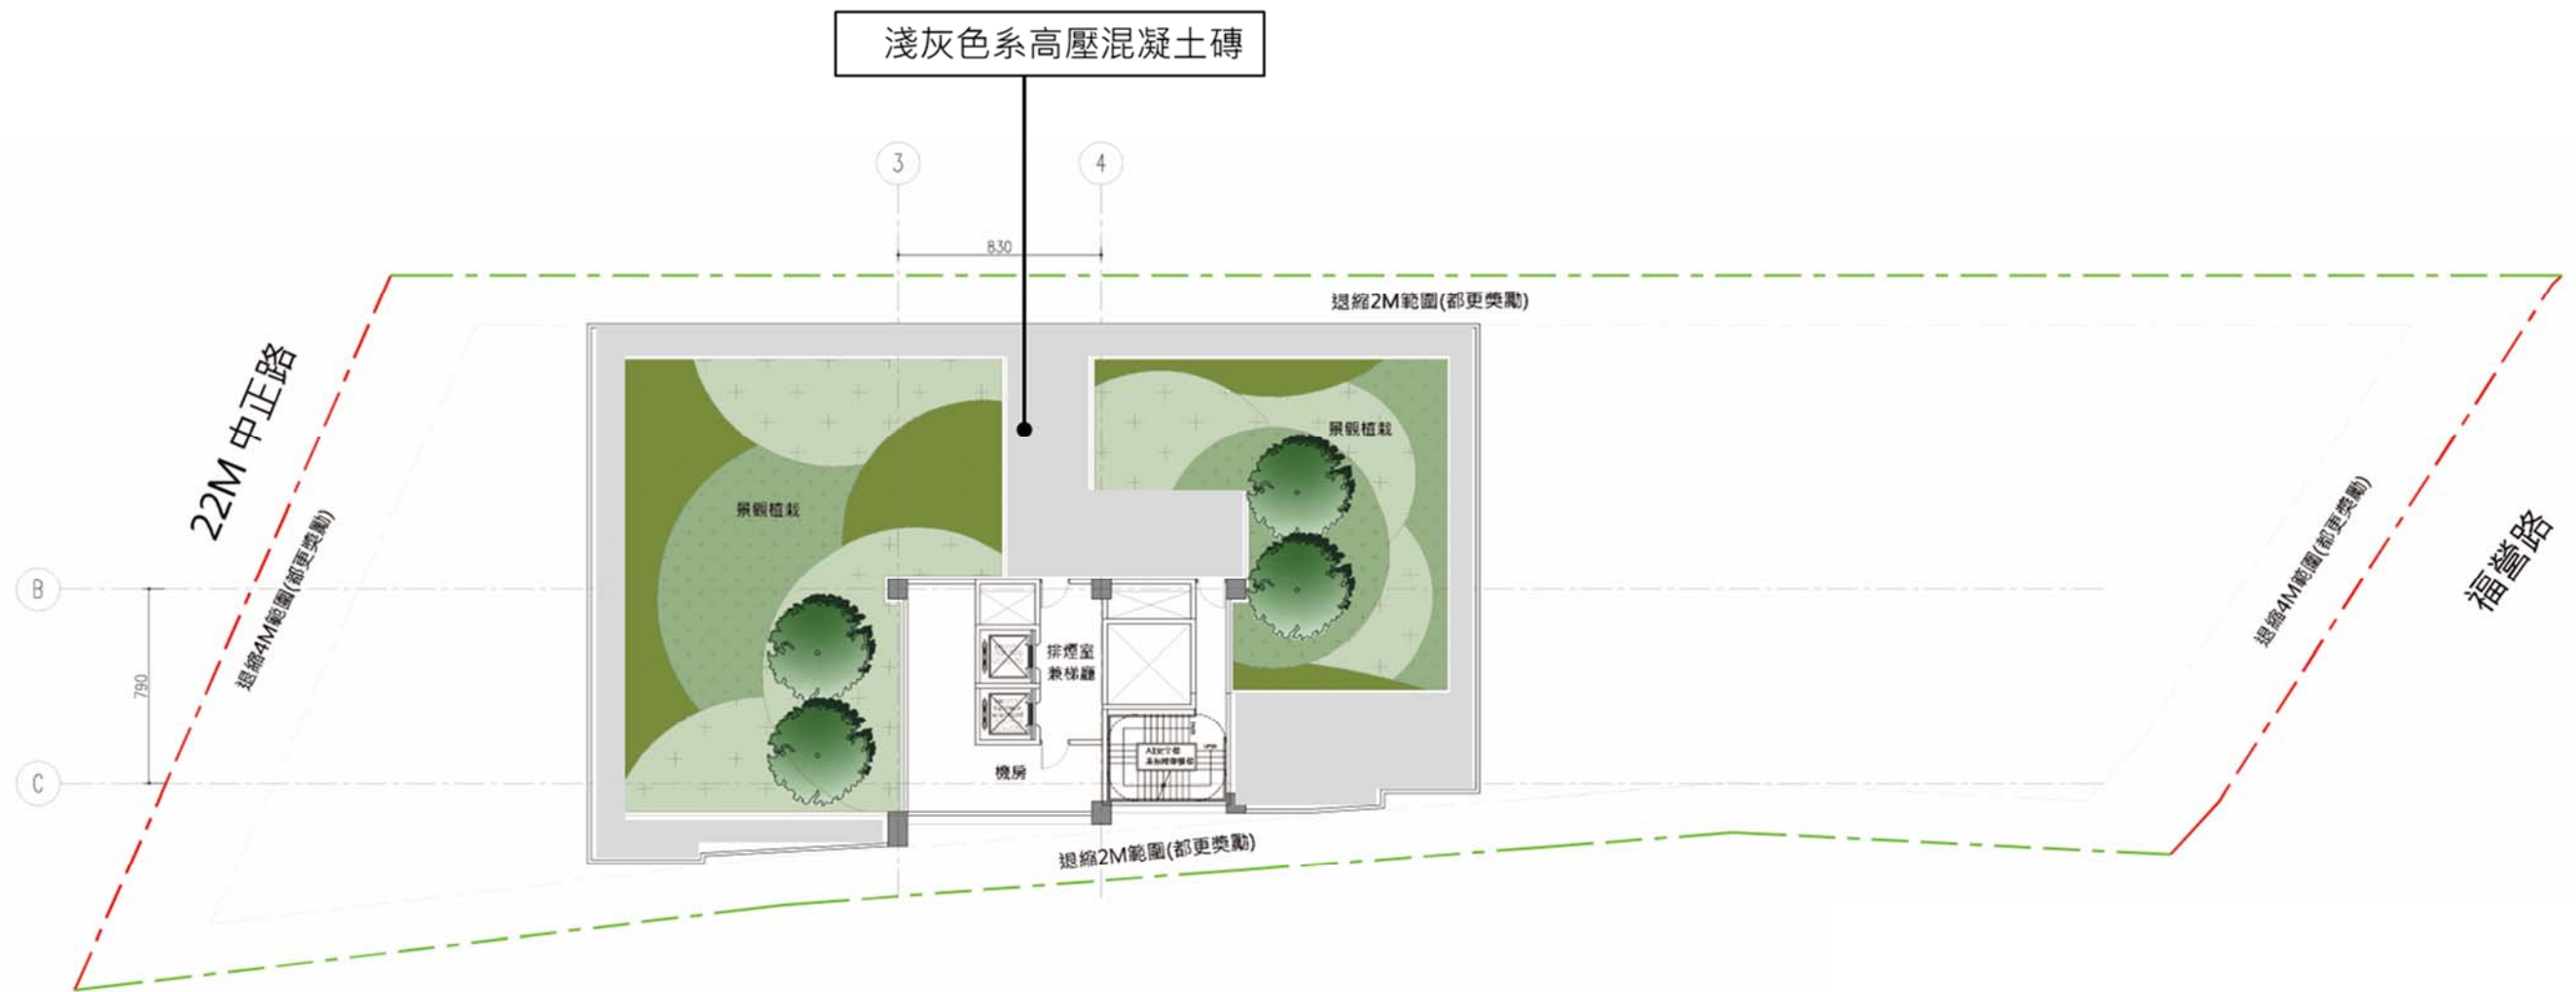 淺灰色系高壓混凝土磚
3
4
830
退縮2M範圍(都更獎勵)
22M 中正路
景觀植栽
景觀植栽
退縮4M範圍(都更獎勵)
退縮4M範圍(都更獎勵)
福營路
B
排煙室
兼梯廳
790
機房
C
退縮2M範圍(都更獎勵)